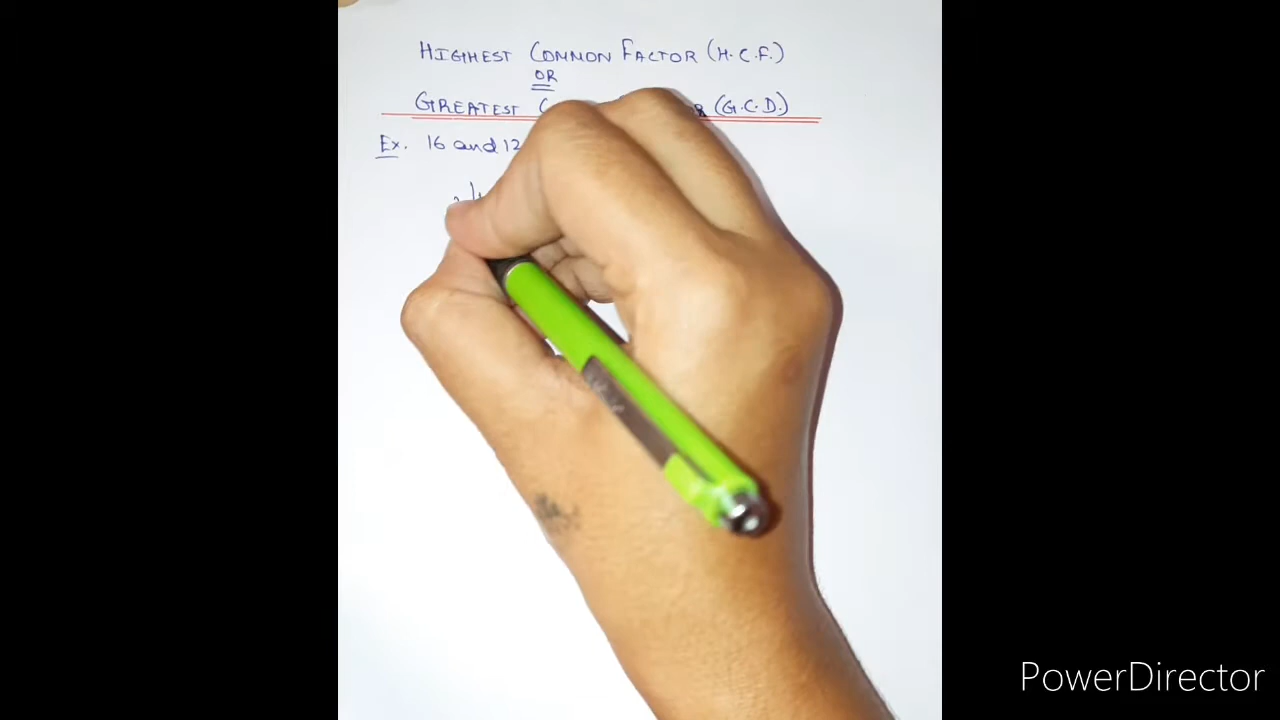 HIGHEST COMMON FACTOR (H.C.F.)
OR
GREATEST (G.C.D.)
Ex. 16 and 12
PowerDirector